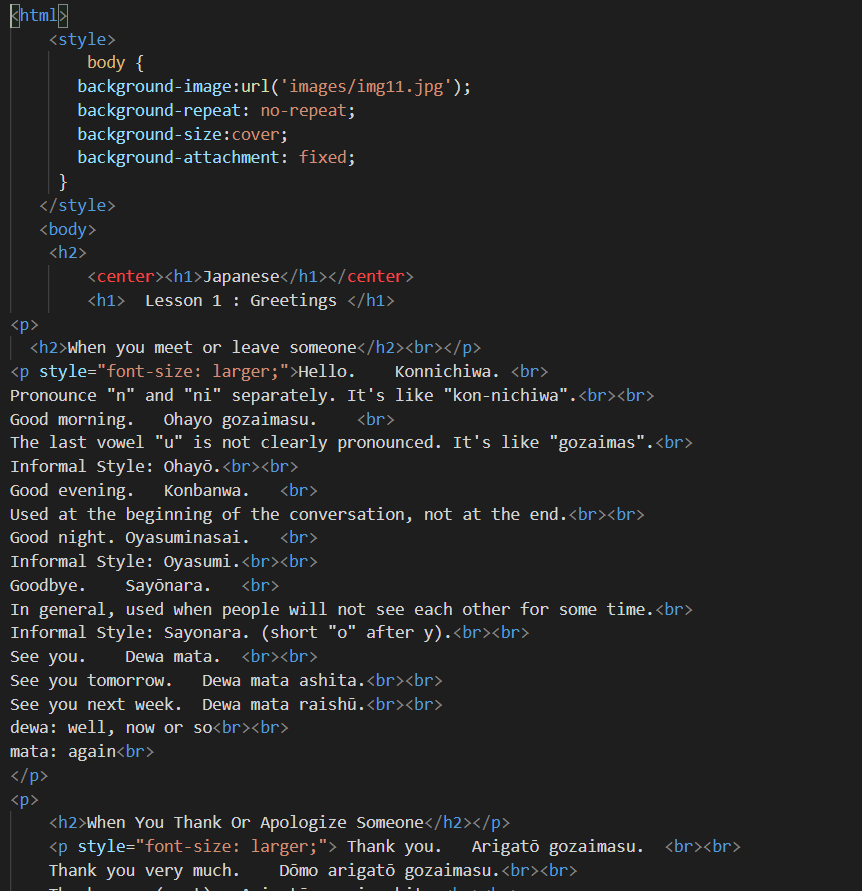 <html>
<style>
body {
background-image:url('images/img11.jpg');
background-repeat: no-repeat;
background-size:cover;
background-attachment: fixed;
}
</style>
<body>
<h2>
<center><h1>Japanese</h1></center>
<h1>  Lesson 1 : Greetings </h1>
<p>
<h2>When you meet or leave someone</h2><br></p>
<p style="font-size: larger;">Hello.    Konnichiwa. <br>
Pronounce "n" and "ni" separately. It's like "kon-nichiwa".<br><br>
Good morning.   Ohayo gozaimasu.    <br>
The last vowel "u" is not clearly pronounced. It's like "gozaimas".<br>
Informal Style: Ohayō.<br><br>
Good evening.   Konbanwa.   <br>
Used at the beginning of the conversation, not at the end.<br><br>
Good night. Oyasuminasai.   <br>
Informal Style: Oyasumi.<br><br>
Goodbye.    Sayōnara.   <br>
In general, used when people will not see each other for some time.<br>
Informal Style: Sayonara. (short "o" after y).<br><br>
See you.    Dewa mata.  <br><br>
See you tomorrow.   Dewa mata ashita.<br><br>
See you next week.  Dewa mata raishū.<br><br>
dewa: well, now or so<br><br>
mata: again<br>
</p>
<p>
<h2>When You Thank Or Apologize Someone</h2></p>
<p style="font-size: larger;"> Thank you.   Arigatō gozaimasu.  <br><br>
Thank you very much.    Dōmo arigatō gozaimasu.<br><br>